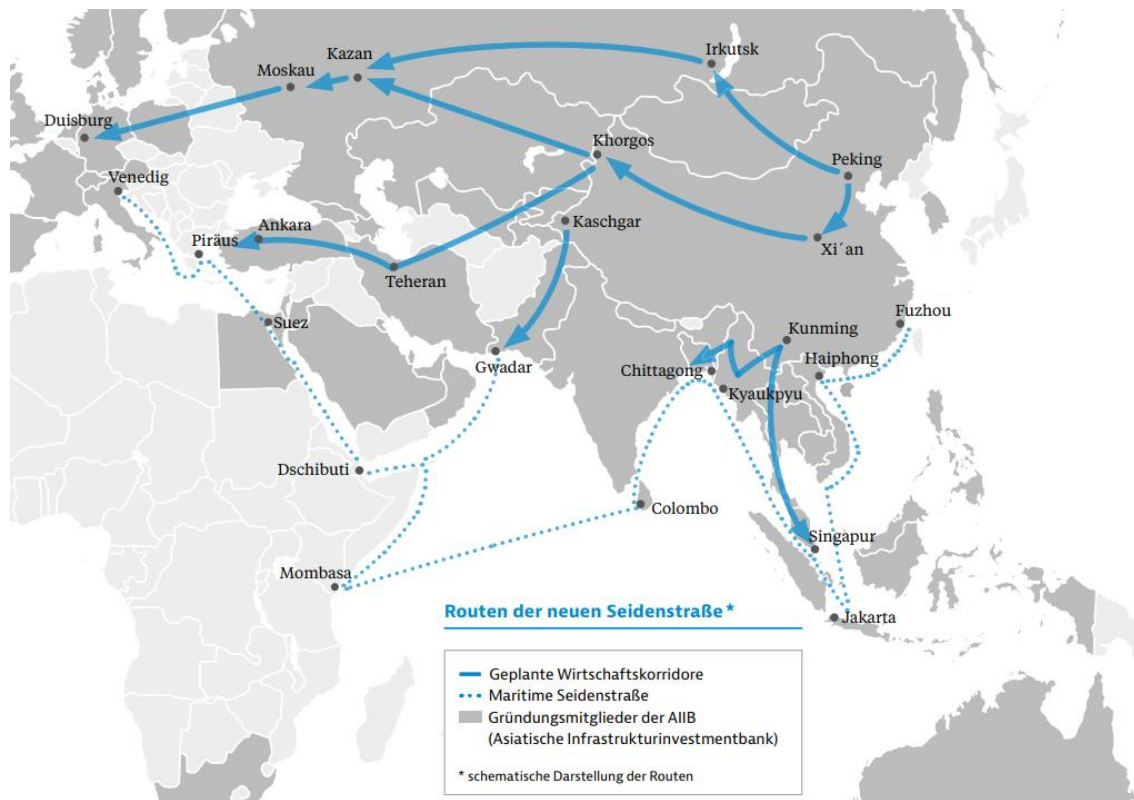 Irkutsk
Kazan
Moskau
Duisburg
Khorgos
Peking
Venedig
Ankara
Kaschgar
Piräus
Xi´an
Teheran
Fuzhou
Suez
Kunming
Gwadar
Haiphong
Chittagong
Kyaukpyu
Dschibuti
Colombo
Singapur
Mombasa
Jakarta
Routen der neuen Seidenstraße*
Geplante Wirtschaftskorridore
Maritime Seidenstraße
Gründungsmitglieder der AIIB
(Asiatische Infrastrukturinvestmentbank)
* schematische Darstellung der Routen